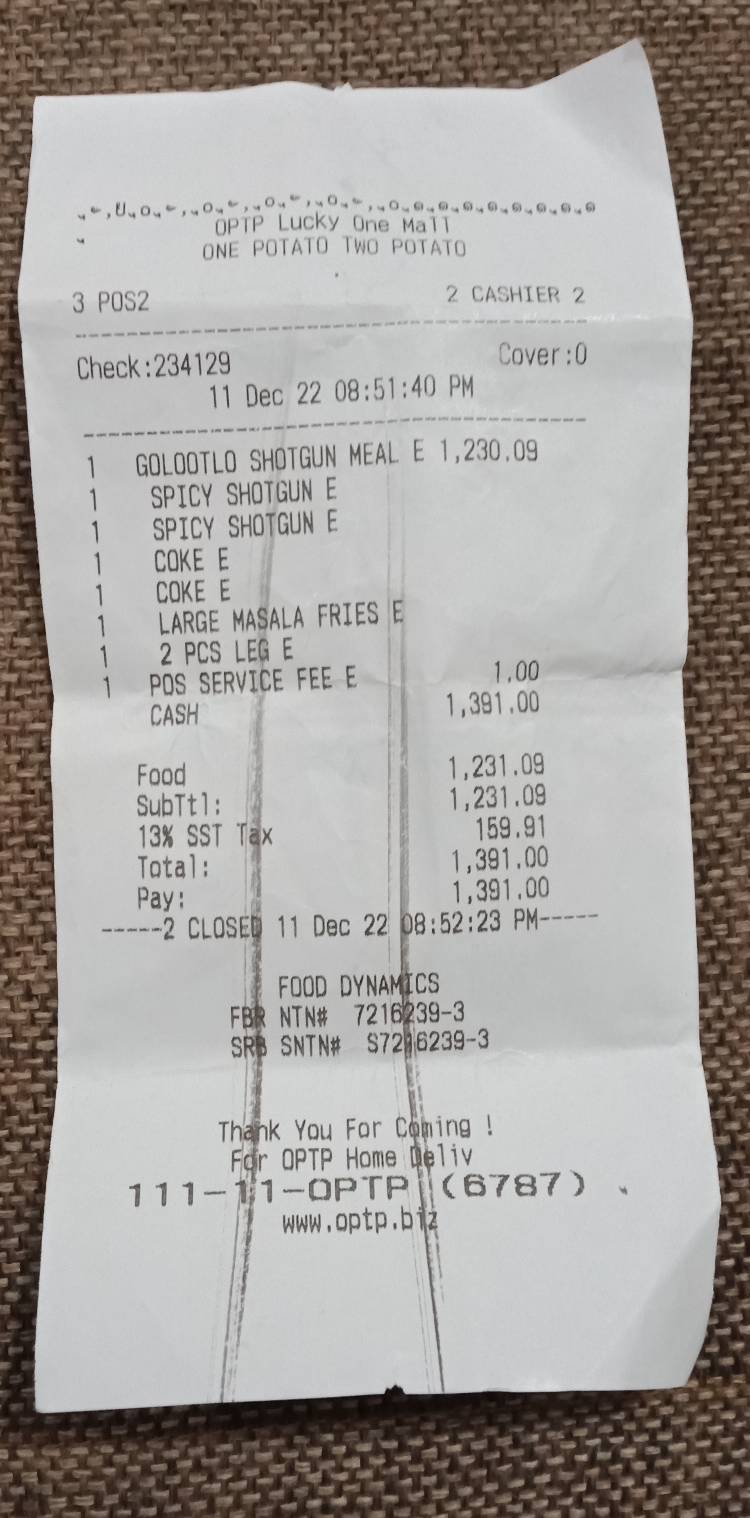 OPTP Lucky One Mall
ONE POTATO TWO POTATO
3 POS2 2 CASHIER 2
Check:234129 Cover:0
11 Dec 22 08:51:40 PM
1 GOLOOTLO SHOTGUN MEAL E 1,230.09
1 SPICY SHOTGUN E
1 SPICY SHOTGUN E
1 COKE E
1 COKE E
1 LARGE MASALA FRIES E
1 2 PCS LEG E
1 POS SERVICE FEE E 1.00
CASH 1,391.00
Food 1,231.09
SubTtl: 1,231.09
13% SST Tax 159.91
Total: 1,391.00
Pay: 1,391.00
-----2 CLOSED 11 Dec 22 08:52:23 PM-----
FOOD DYNAMICS
FBR NTN# 7216239-3
SRB SNTN# S7216239-3
Thank You For Coming !
For OPTP Home Deliv
111-11-OPTP (6787)
www.optp.biz